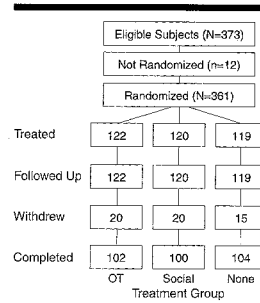 Eligible Subjects (N=373)
Not Randomized (n=12)
Randomized (N=361)
Treated 122 120 119
Followed Up 122 120 119
Withdrew 20 20 15
Completed 102 100 104
OT Social None
Treatment Group